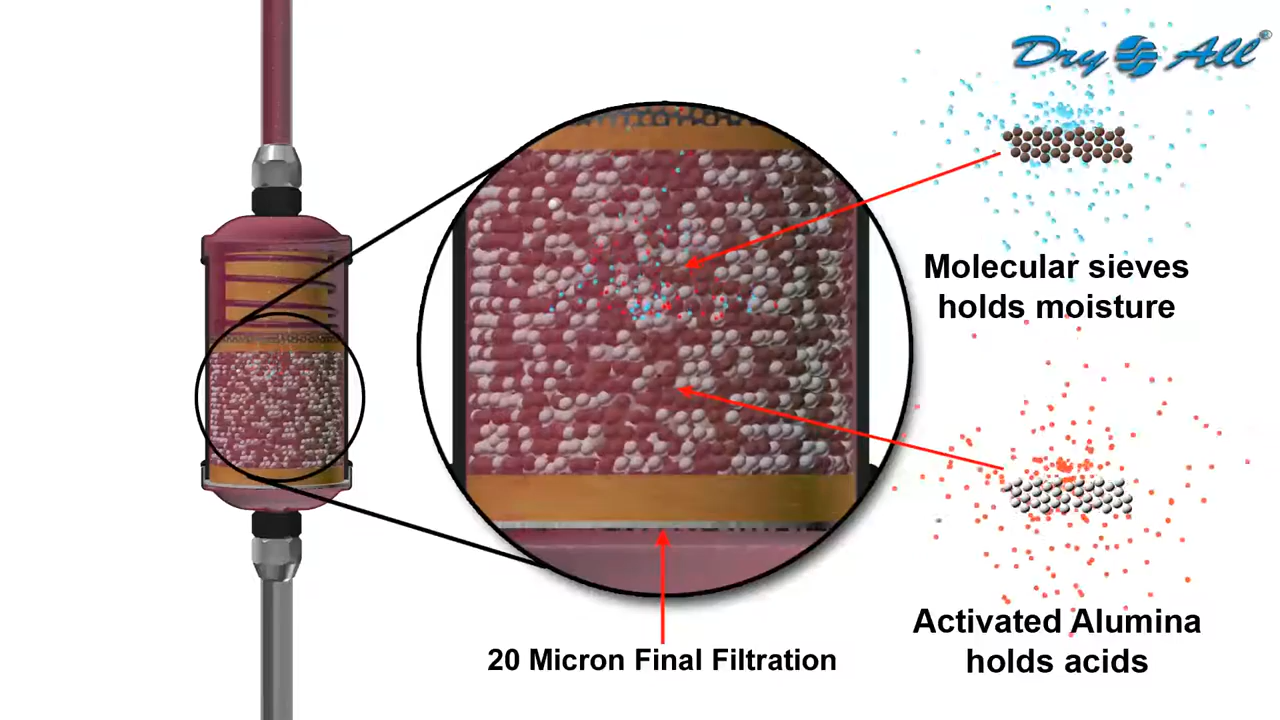 Dry All®
Molecular sieves
holds moisture
Activated Alumina
holds acids
20 Micron Final Filtration